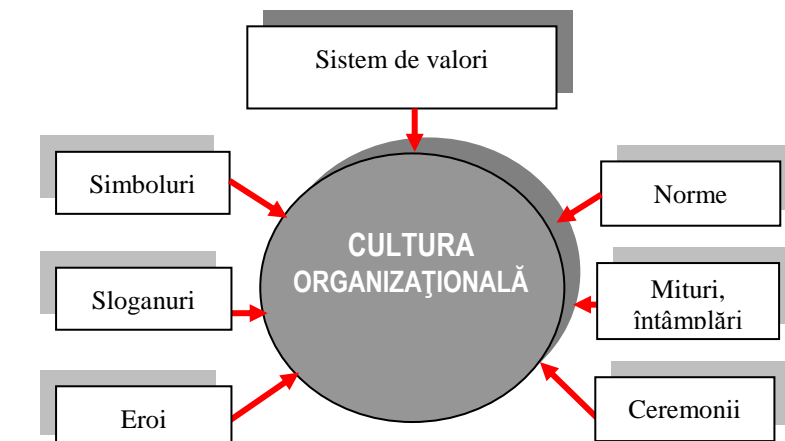 Sistem de valori
Simboluri
Norme
CULTURA
ORGANIZAŢIONALĂ
Sloganuri
Mituri,
întâmplări
Eroi
Ceremonii